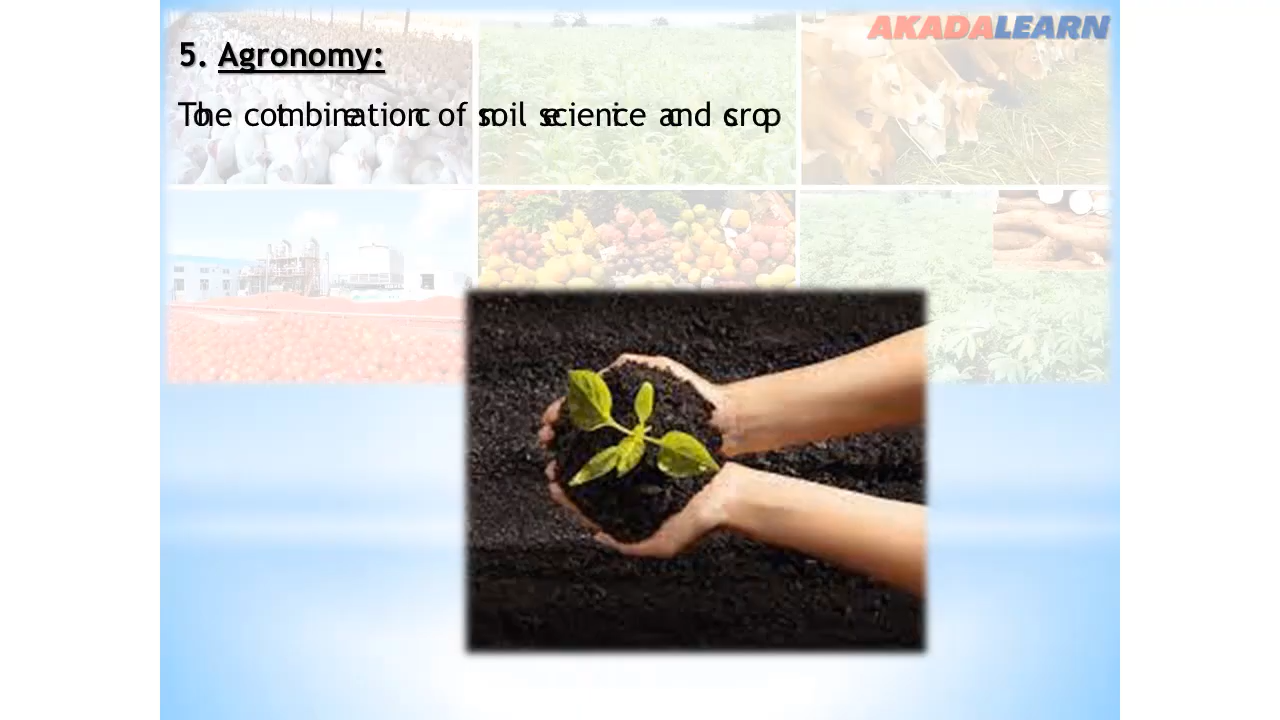 AKADALEARN
5. Agronomy:
The combination of soil science and crop